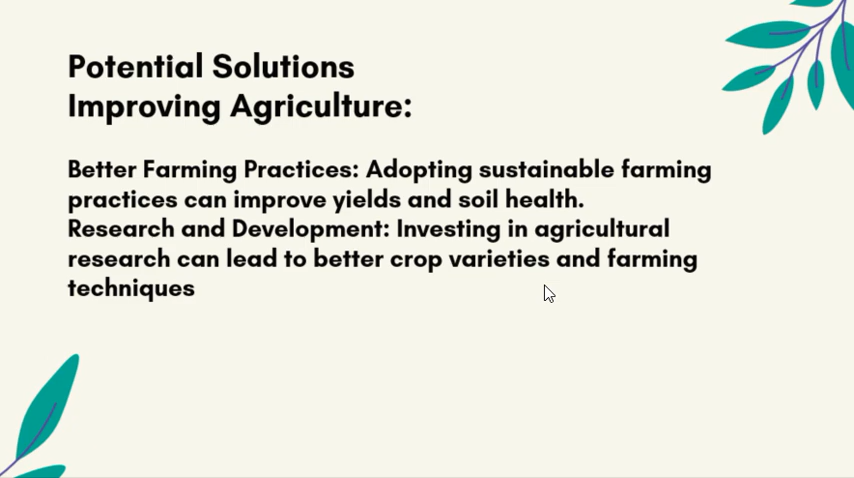 Potential Solutions
Improving Agriculture:
Better Farming Practices: Adopting sustainable farming
practices can improve yields and soil health.
Research and Development: Investing in agricultural
research can lead to better crop varieties and farming
techniques